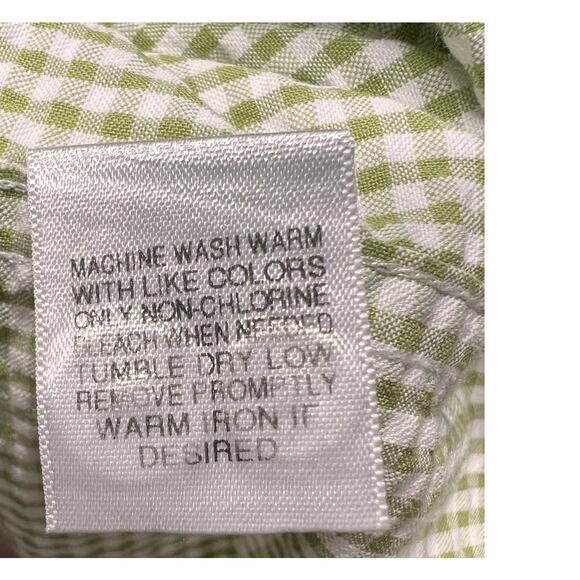 MACHINE WASH WARM
WITH LIKE COLORS
ONLY NON-CHLORINE
BLEACH WHEN NEEDED
TUMBLE DRY LOW
REMOVE PROMPTLY
WARM IRON IF
DESIRED